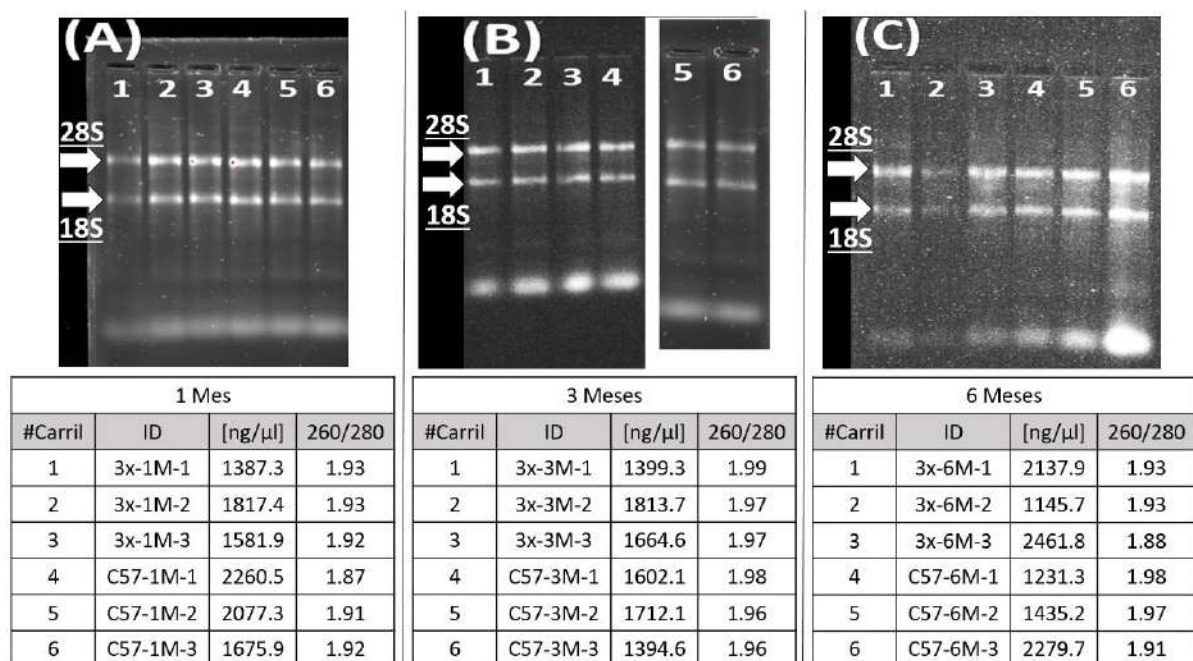 (A)
1 2 3 4 5 6
28S
18S
(B)
1 2 3 4 5 6
28S
18S
(C)
1 2 3 4 5 6
28S
18S
1 Mes
#Carril ID [ng/µl] 260/280
1 3x-1M-1 1387.3 1.93
2 3x-1M-2 1817.4 1.93
3 3x-1M-3 1581.9 1.92
4 C57-1M-1 2260.5 1.87
5 C57-1M-2 2077.3 1.91
6 C57-1M-3 1675.9 1.92
3 Meses
#Carril ID [ng/µl] 260/280
1 3x-3M-1 1399.3 1.99
2 3x-3M-2 1813.7 1.97
3 3x-3M-3 1664.6 1.97
4 C57-3M-1 1602.1 1.98
5 C57-3M-2 1712.1 1.96
6 C57-3M-3 1394.6 1.96
6 Meses
#Carril ID [ng/µl] 260/280
1 3x-6M-1 2137.9 1.93
2 3x-6M-2 1145.7 1.93
3 3x-6M-3 2461.8 1.88
4 C57-6M-1 1231.3 1.98
5 C57-6M-2 1435.2 1.97
6 C57-6M-3 2279.7 1.91